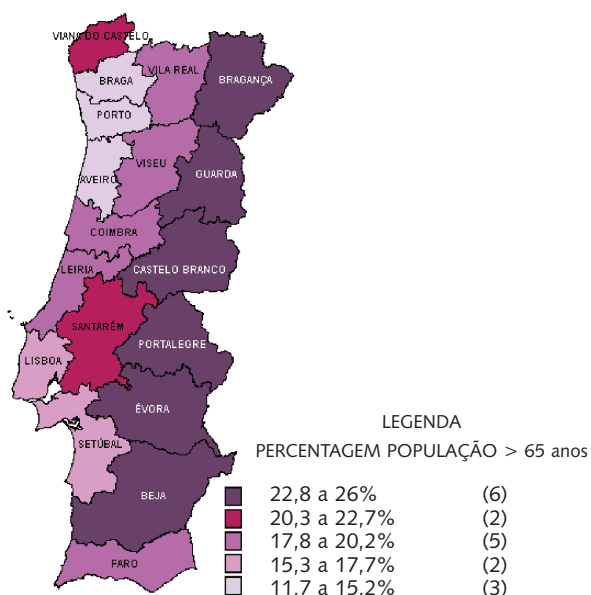 VIANA DO CASTELO
BRAGA
VILA REAL
BRAGANÇA
PORTO
AVEIRO
VISEU
GUARDA
COIMBRA
LEIRIA
CASTELO BRANCO
SANTARÉM
PORTALEGRE
LISBOA
ÉVORA
SETÚBAL
BEJA
FARO
LEGENDA
PERCENTAGEM POPULAÇÃO > 65 anos
22,8 a 26% (6)
20,3 a 22,7% (2)
17,8 a 20,2% (5)
15,3 a 17,7% (2)
11,7 a 15,2% (3)